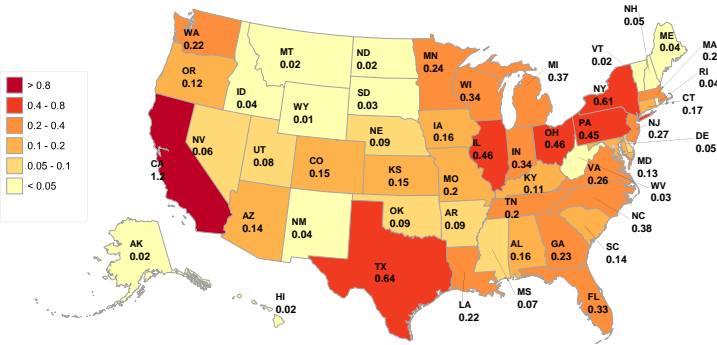 > 0.8
0.4 - 0.8
0.2 - 0.4
0.1 - 0.2
0.05 - 0.1
< 0.05
WA
0.22
OR
0.12
CA
1.2
NV
0.06
ID
0.04
MT
0.02
WY
0.01
UT
0.08
AZ
0.14
CO
0.15
NM
0.04
ND
0.02
SD
0.03
NE
0.09
KS
0.15
OK
0.09
TX
0.64
MN
0.24
IA
0.16
MO
0.2
AR
0.09
LA
0.22
WI
0.34
IL
0.46
MI
0.37
IN
0.34
OH
0.46
KY
0.11
TN
0.2
MS
0.07
AL
0.16
GA
0.23
FL
0.33
SC
0.14
NC
0.38
VA
0.26
WV
0.03
MD
0.13
DE
0.05
NJ
0.27
PA
0.45
NY
0.61
CT
0.17
RI
0.04
MA
0.2
VT
0.02
NH
0.05
ME
0.04
AK
0.02
HI
0.02